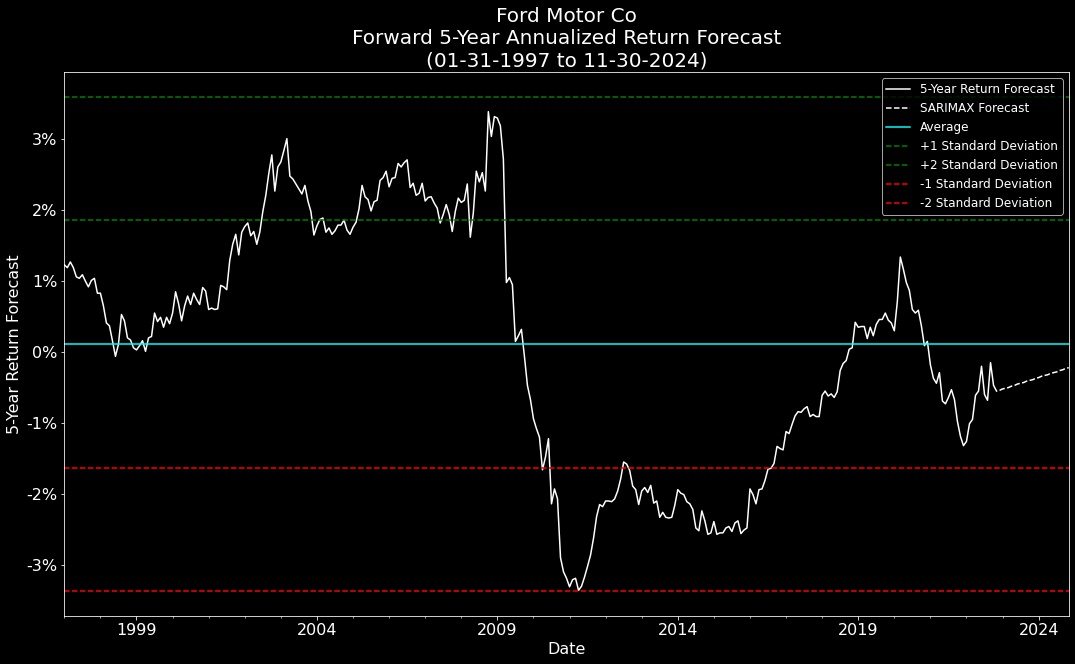 Ford Motor Co
Forward 5-Year Annualized Return Forecast
(01-31-1997 to 11-30-2024)
5-Year Return Forecast
SARIMAX Forecast
Average
+1 Standard Deviation
+2 Standard Deviation
-1 Standard Deviation
-2 Standard Deviation
5-Year Return Forecast
3%
2%
1%
0%
-1%
-2%
-3%
1999 2004 2009 2014 2019 2024
Date